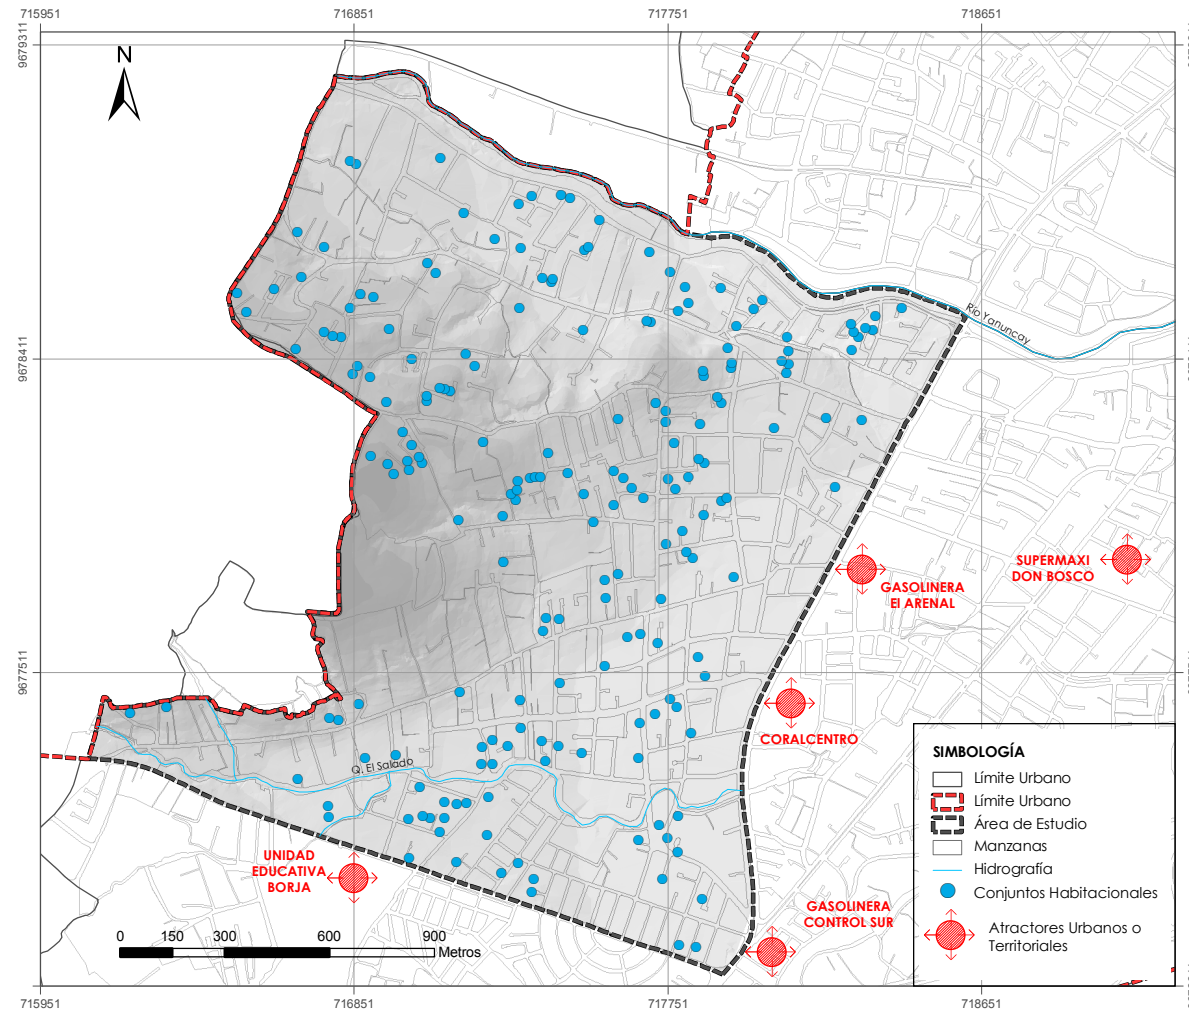 715951
716851
717751
718651
9679311
N
Río Yanuncay
9678411
SUPERMAXI
DON BOSCO
GASOLINERA
El ARENAL
9677511
CORALCENTRO
Q. El Salado
UNIDAD
EDUCATIVA
BORJA
GASOLINERA
CONTROL SUR
SIMBOLOGÍA
Límite Urbano
Límite Urbano
Área de Estudio
Manzanas
Hidrografía
Conjuntos Habitacionales
Atractores Urbanos o
Territoriales
0 150 300 600 900
Metros
715951
716851
717751
718651